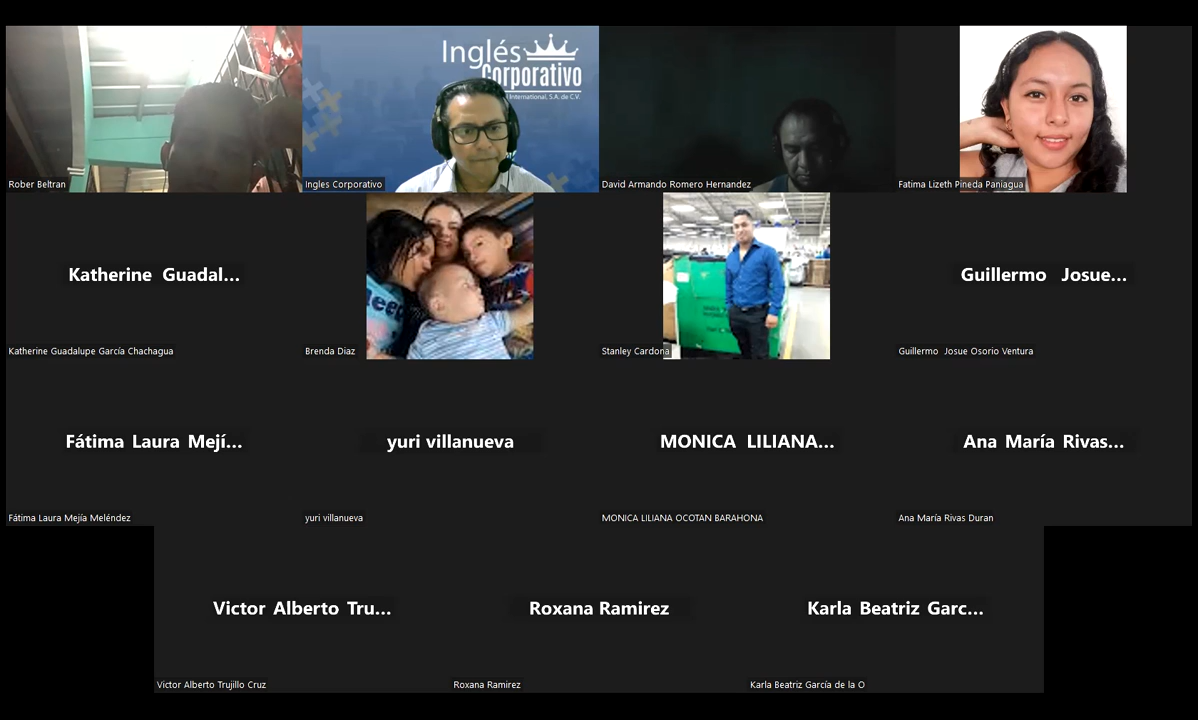 Inglés
Corporativo
International, S.A. de C.V.
Rober Beltran
Ingles Corporativo
David Armando Romero Hernandez
Fatima Lizeth Pineda Paniagua
Katherine Guadal...
Guillermo Josue...
Katherine Guadalupe García Chachagua
Brenda Diaz
Stanley Cardona
Guillermo Josue Osorio Ventura
Fátima Laura Mejí...
yuri villanueva
MONICA LILIANA...
Ana María Rivas...
Fátima Laura Mejía Meléndez
yuri villanueva
MONICA LILIANA OCOTAN BARAHONA
Ana María Rivas Duran
Victor Alberto Tru...
Roxana Ramirez
Karla Beatriz Garc...
Victor Alberto Trujillo Cruz
Roxana Ramirez
Karla Beatriz García de la O